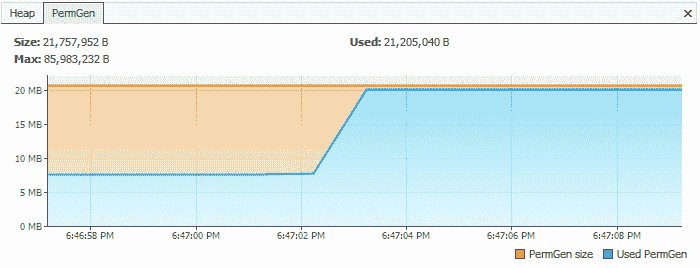 Heap PermGen
Size: 21,757,952 B Used: 21,205,040 B
Max: 85,983,232 B
20 MB
15 MB
10 MB
5 MB
0 MB
6:46:58 PM 6:47:00 PM 6:47:02 PM 6:47:04 PM 6:47:06 PM 6:47:08 PM
PermGen size Used PermGen